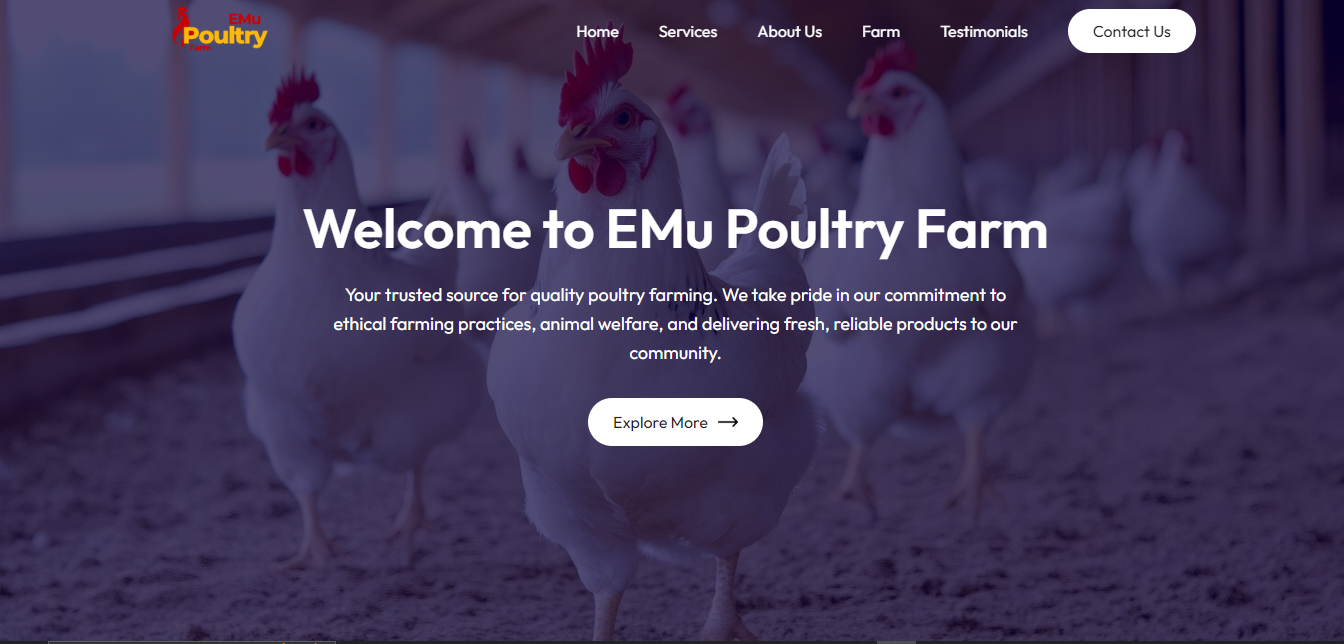 EMu
Poultry
Farm
Home
Services
About Us
Farm
Testimonials
Contact Us
Welcome to EMu Poultry Farm
Your trusted source for quality poultry farming. We take pride in our commitment to
ethical farming practices, animal welfare, and delivering fresh, reliable products to our
community.
Explore More